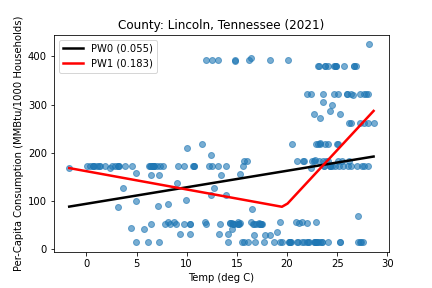 County: Lincoln, Tennessee (2021)
PW0 (0.055)
PW1 (0.183)
Per-Capita Consumption (MMBtu/1000 Households)
400
300
200
100
0
0 5 10 15 20 25 30
Temp (deg C)